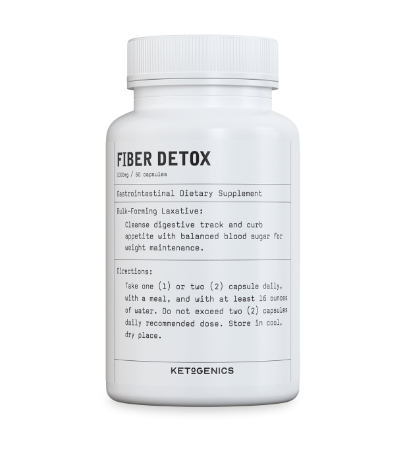 FIBER DETOX
/ 60 capsules
Gastrointestinal Dietary Supplement
Bulk-Forming Laxative:
Cleanse digestive track and curb
appetite with balanced blood sugar for
weight maintenance.
Directions:
Take one (1) or two (2) capsule daily,
with a meal, and with at least 16 ounces
of water. Do not exceed two (2) capsules
daily recommended dose. Store in cool,
dry place.
KETOGENICS